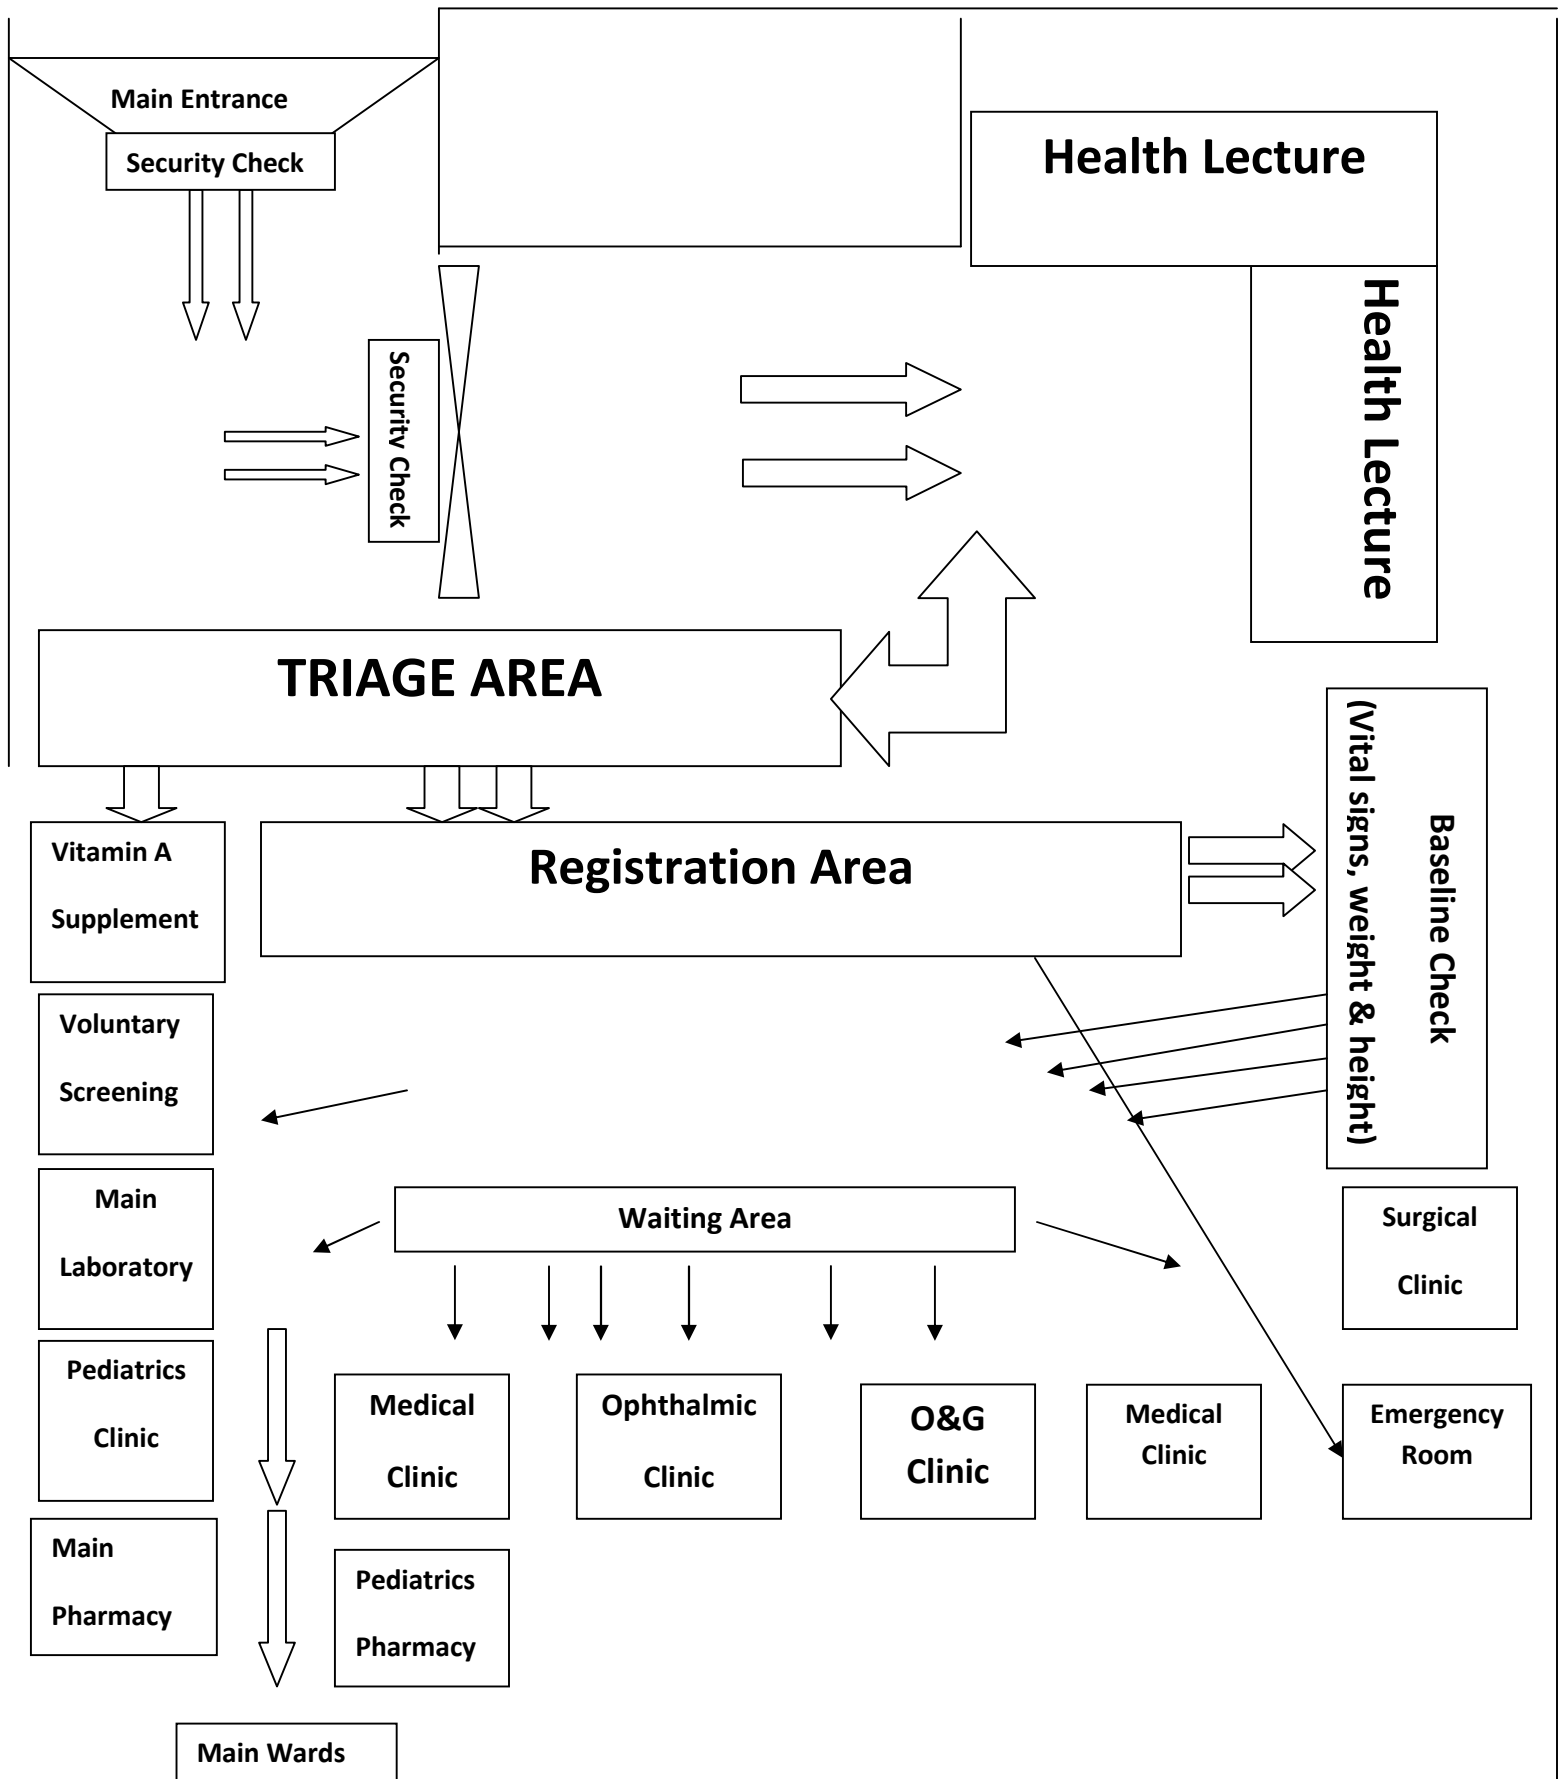 Main Entrance
Security Check
Health Lecture
Health Lecture
Security Check
TRIAGE AREA
Vitamin A
Supplement
Registration Area
Baseline Check
(Vital signs, weight & height)
Voluntary
Screening
Main
Laboratory
Waiting Area
Surgical
Clinic
Pediatrics
Clinic
Medical
Clinic
Ophthalmic
Clinic
O&G
Clinic
Medical
Clinic
Emergency
Room
Main
Pharmacy
Pediatrics
Pharmacy
Main Wards